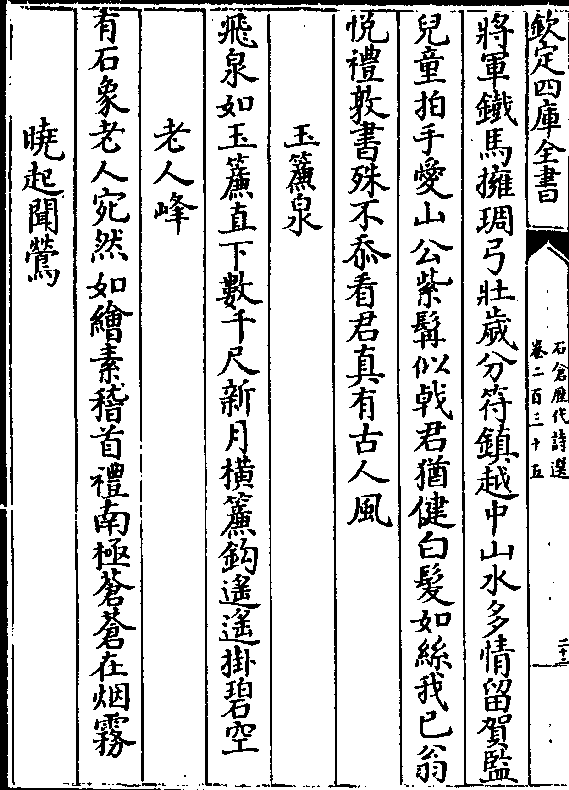 欽定四庫全書
石倉歷代詩選
卷二百三十五
二十三
將軍鐵馬擁琱弓壯歲分符鎮越中山水多情留賀監
兒童拍手愛山公紫髯似戟君猶健白髮如絲我已翁
悅禮敦書殊不忝看君真有古人風
玉簾泉
飛泉如玉簾直下數千尺新月橫簾鈎遙遙掛碧空
老人峰
有石象老人宛然如繪素稽首禮南極蒼蒼在烟霧
曉起聞鶯